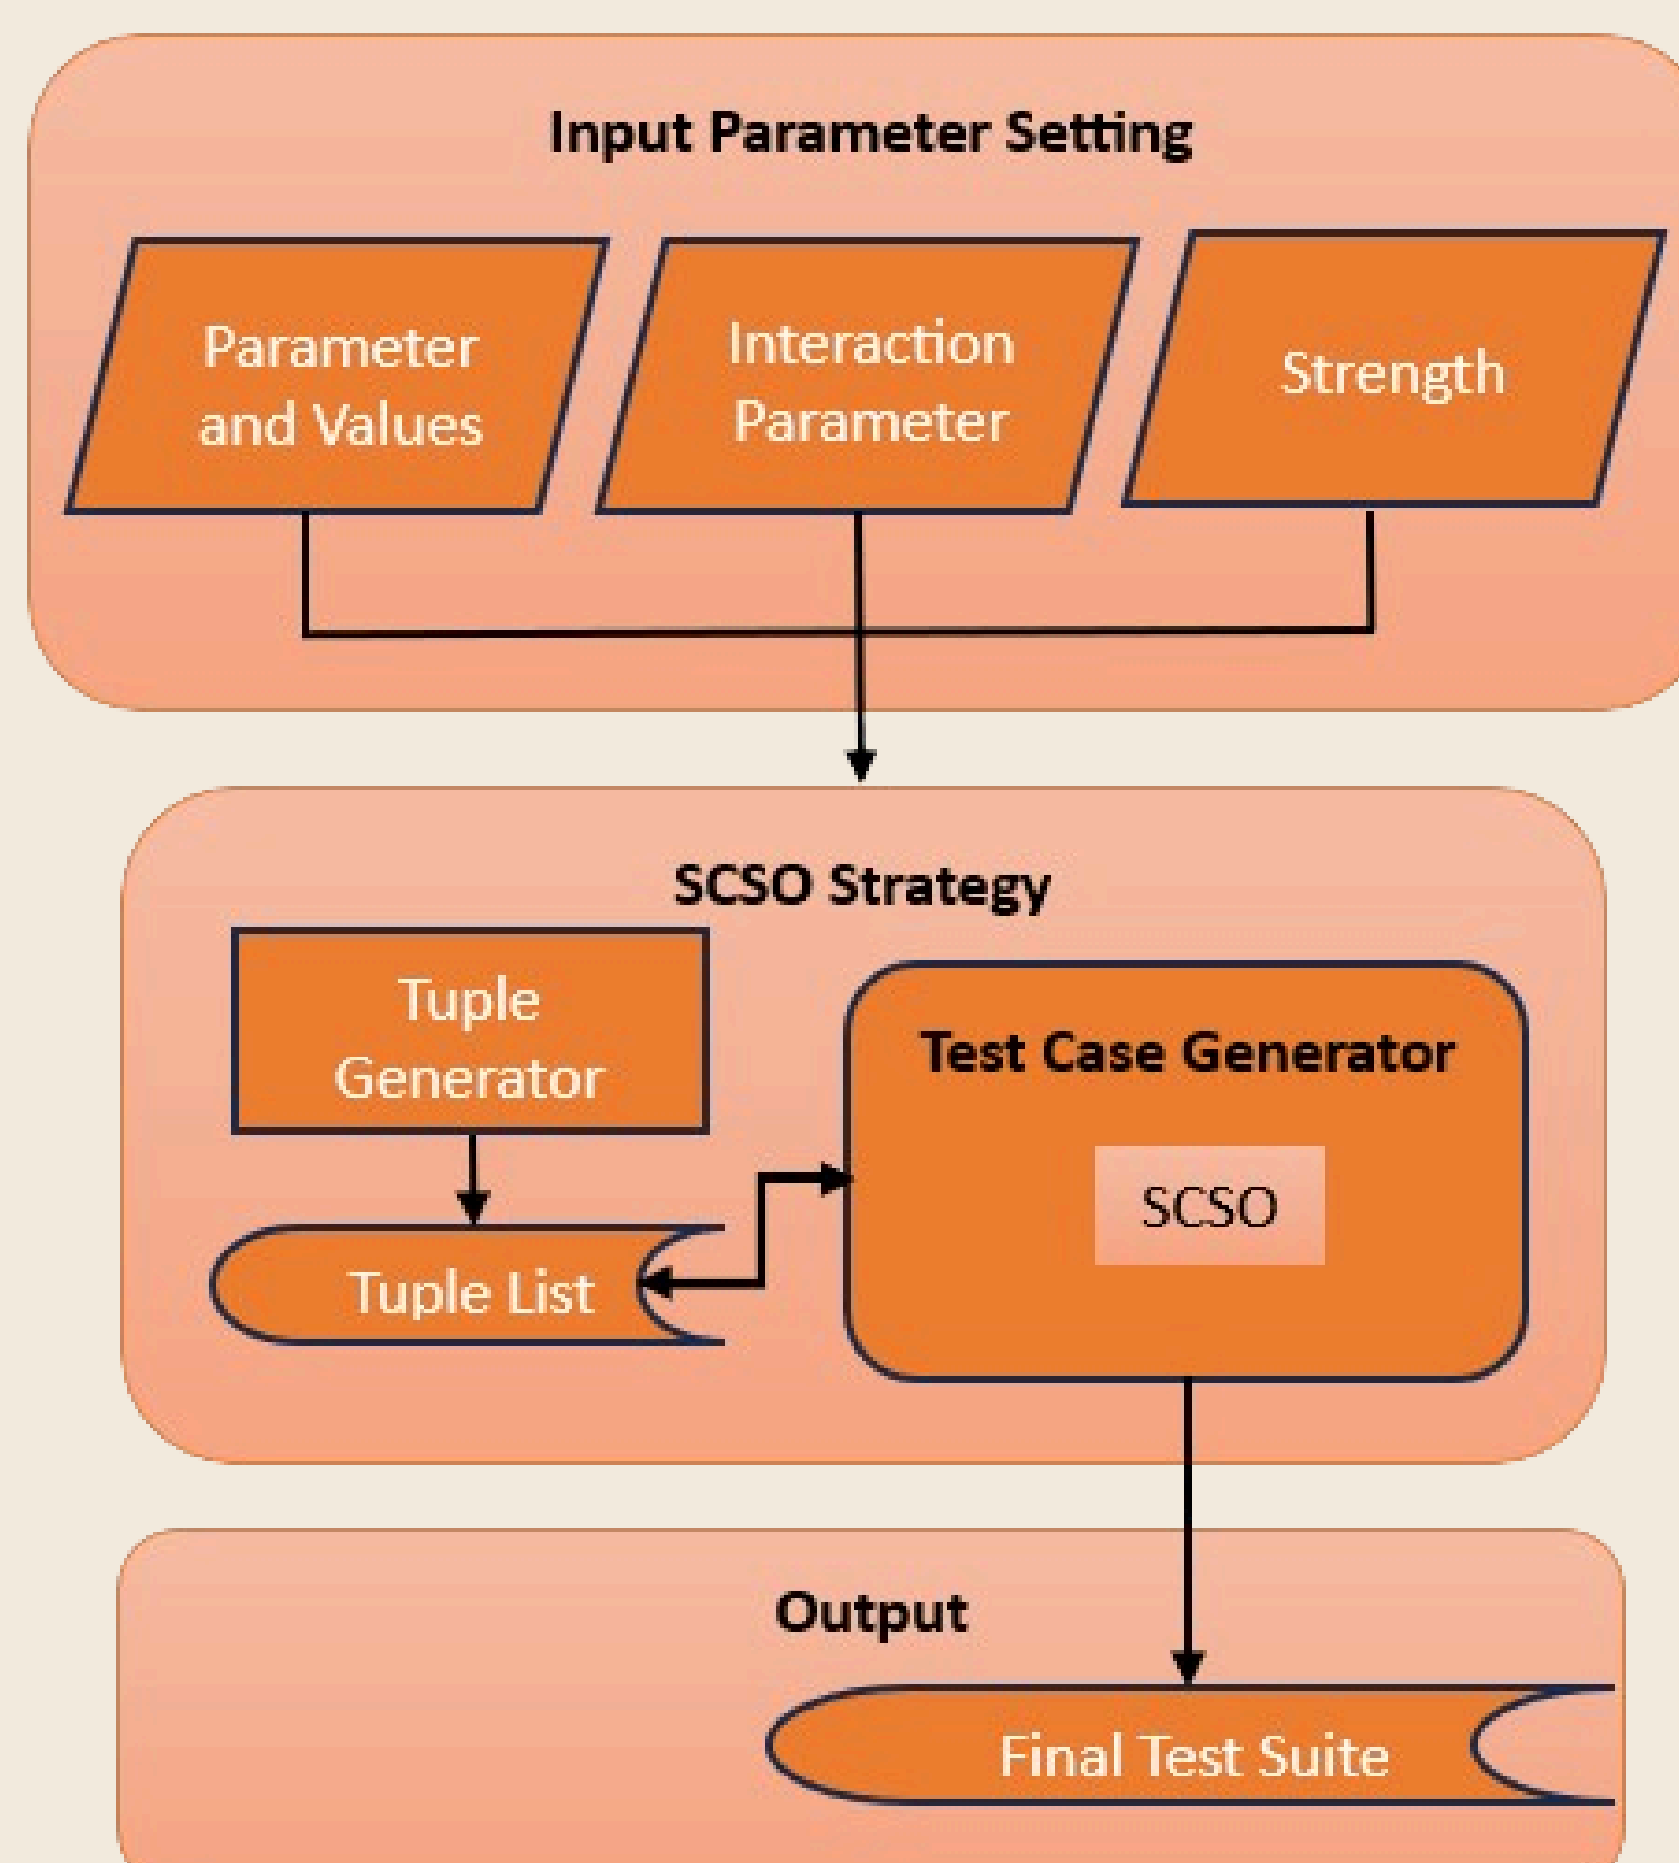 Input Parameter Setting
Parameter
and Values
Interaction
Parameter
Strength
SCSO Strategy
Tuple
Generator
Tuple List
Test Case Generator
SCSO
Output
Final Test Suite